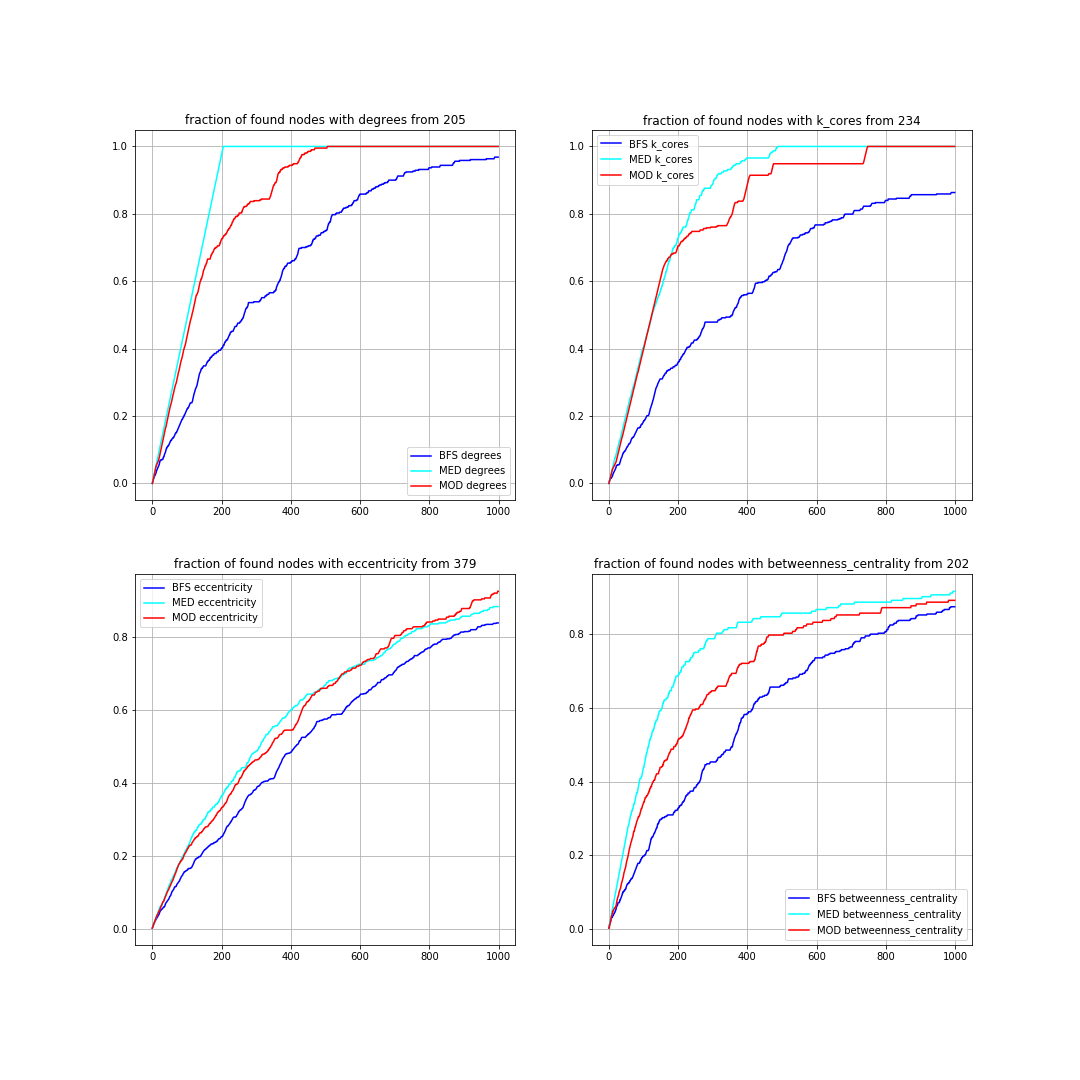 fraction of found nodes with degrees from 205
1.0
0.8
0.6
0.4
0.2
0.0
0 200 400 600 800 1000
BFS degrees
MED degrees
MOD degrees
fraction of found nodes with k_cores from 234
BFS k_cores
MED k_cores
MOD k_cores
1.0
0.8
0.6
0.4
0.2
0.0
0 200 400 600 800 1000
fraction of found nodes with eccentricity from 379
BFS eccentricity
MED eccentricity
MOD eccentricity
0.8
0.6
0.4
0.2
0.0
0 200 400 600 800 1000
fraction of found nodes with betweenness_centrality from 202
0.8
0.6
0.4
0.2
0.0
BFS betweenness_centrality
MED betweenness_centrality
MOD betweenness_centrality
0 200 400 600 800 1000